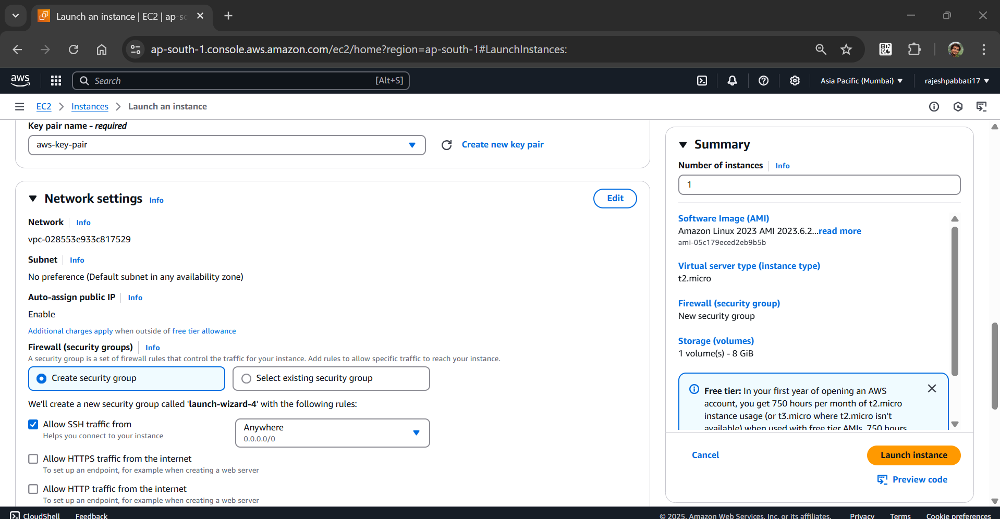 Launch an instance | EC2 | ap-so
ap-south-1.console.aws.amazon.com/ec2/home?region=ap-south-1#LaunchInstances:
aws
Search
[Alt+S]
Asia Pacific (Mumbai)
rajeshpabbati17
EC2
Instances
Launch an instance
Key pair name - required
aws-key-pair
Create new key pair
Network settings
Info
Edit
Network
Info
vpc-028553e933c817529
Subnet
Info
No preference (Default subnet in any availability zone)
Auto-assign public IP
Info
Enable
Additional charges apply when outside of free tier allowance
Firewall (security groups)
Info
A security group is a set of firewall rules that control the traffic for your instance. Add rules to allow specific traffic to reach your instance.
Create security group
Select existing security group
We'll create a new security group called 'launch-wizard-4' with the following rules:
Allow SSH traffic from
Helps you connect to your instance
Anywhere
0.0.0.0/0
Allow HTTPS traffic from the internet
To set up an endpoint, for example when creating a web server
Allow HTTP traffic from the internet
To set up an endpoint, for example when creating a web server
Summary
Number of instances
Info
1
Software Image (AMI)
Amazon Linux 2023 AMI 2023.6.2...read more
ami-05c179eced2eb9b5b
Virtual server type (instance type)
t2.micro
Firewall (security group)
New security group
Storage (volumes)
1 volume(s) - 8 GiB
Free tier: In your first year of opening an AWS
account, you get 750 hours per month of t2.micro
instance usage (or t3.micro where t2.micro isn't
available) when used with free tier AMIs, 750 hours
Cancel
Launch instance
Preview code
CloudShell
Feedback
© 2025, Amazon Web Services, Inc. or its affiliates.
Privacy
Terms
Cookie preferences